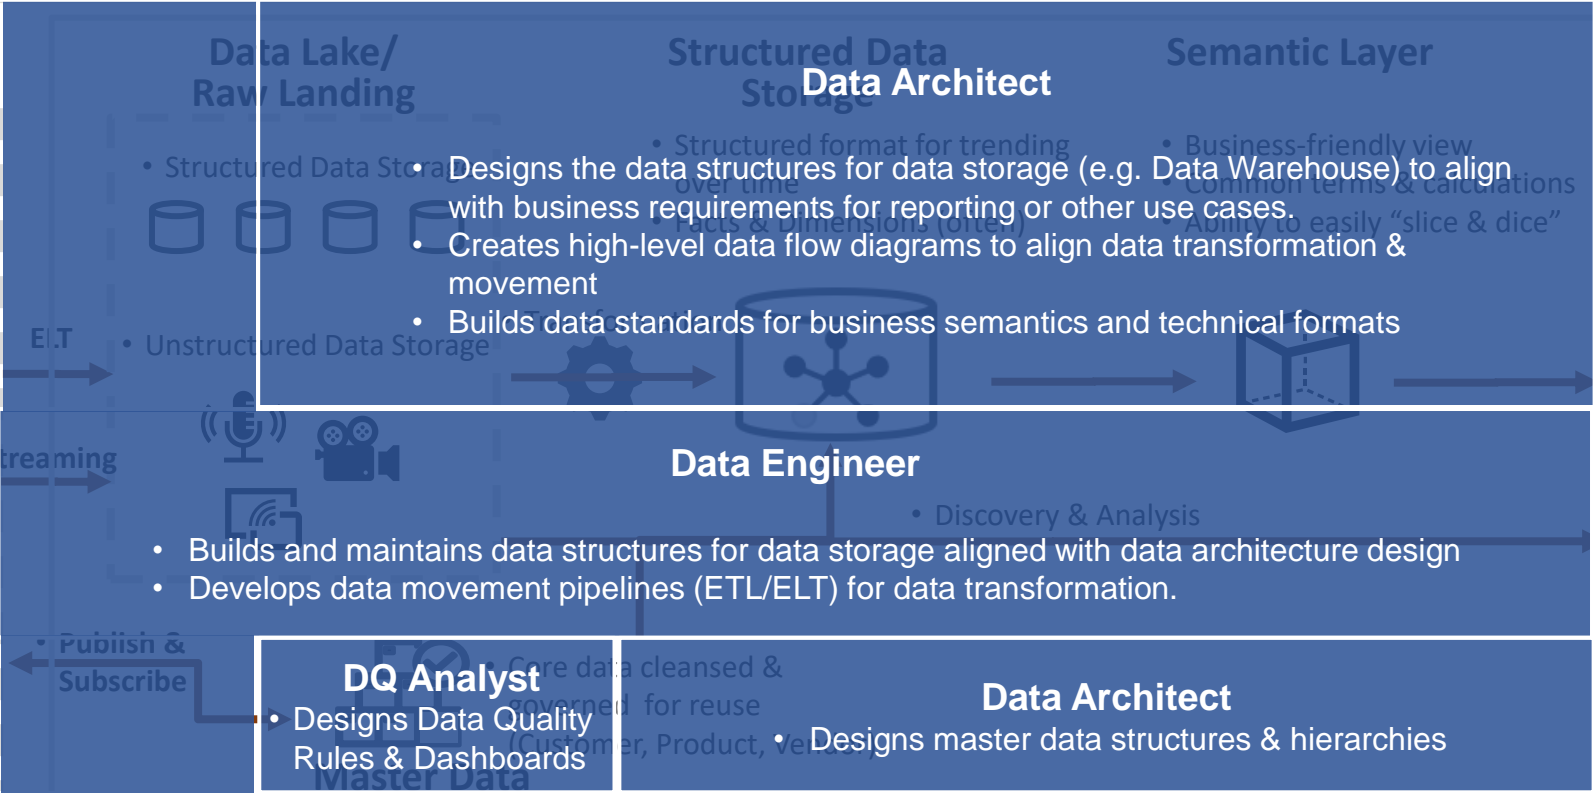 Data Lake/
Raw Landing
• Structured Data Storage
ELT
• Unstructured Data Storage
treaming
Structured Data
Storage
• Structured format for trending
over time
• Facts & Dimensions (often)
Semantic Layer
• Business-friendly view
• Common terms & calculations
• Ability to easily “slice & dice”
Data Architect
• Designs the data structures for data storage (e.g. Data Warehouse) to align
with business requirements for reporting or other use cases.
• Creates high-level data flow diagrams to align data transformation &
movement
• Builds data standards for business semantics and technical formats
Data Engineer
• Discovery & Analysis
• Builds and maintains data structures for data storage aligned with data architecture design
• Develops data movement pipelines (ETL/ELT) for data transformation.
• Publish &
Subscribe
DQ Analyst
• Designs Data Quality
Rules & Dashboards
• Core data cleansed &
governed for reuse
(Customer, Product, Vendor)
Master Data
Data Architect
• Designs master data structures & hierarchies